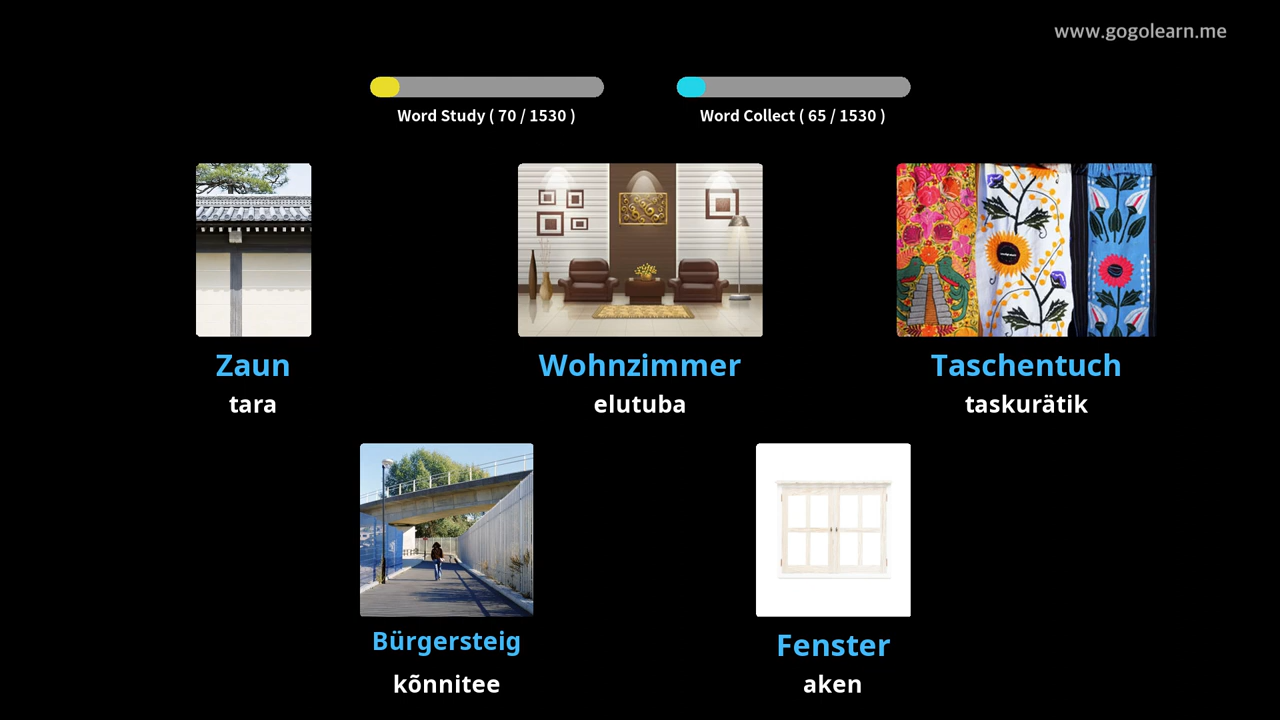 www.gogolearn.me
Word Study ( 70 / 1530 )
Word Collect ( 65 / 1530 )
Zaun
tara
Wohnzimmer
elutuba
Taschentuch
taskurätik
Bürgersteig
kõnnitee
Fenster
aken